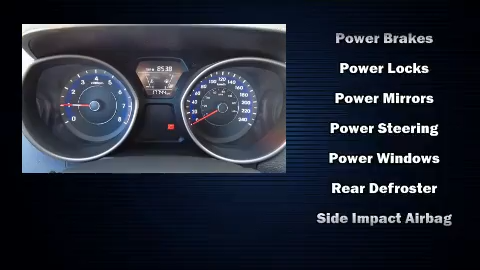 Power Brakes
Power Locks
Power Mirrors
Power Steering
Power Windows
Rear Defroster
Side Impact Airbag